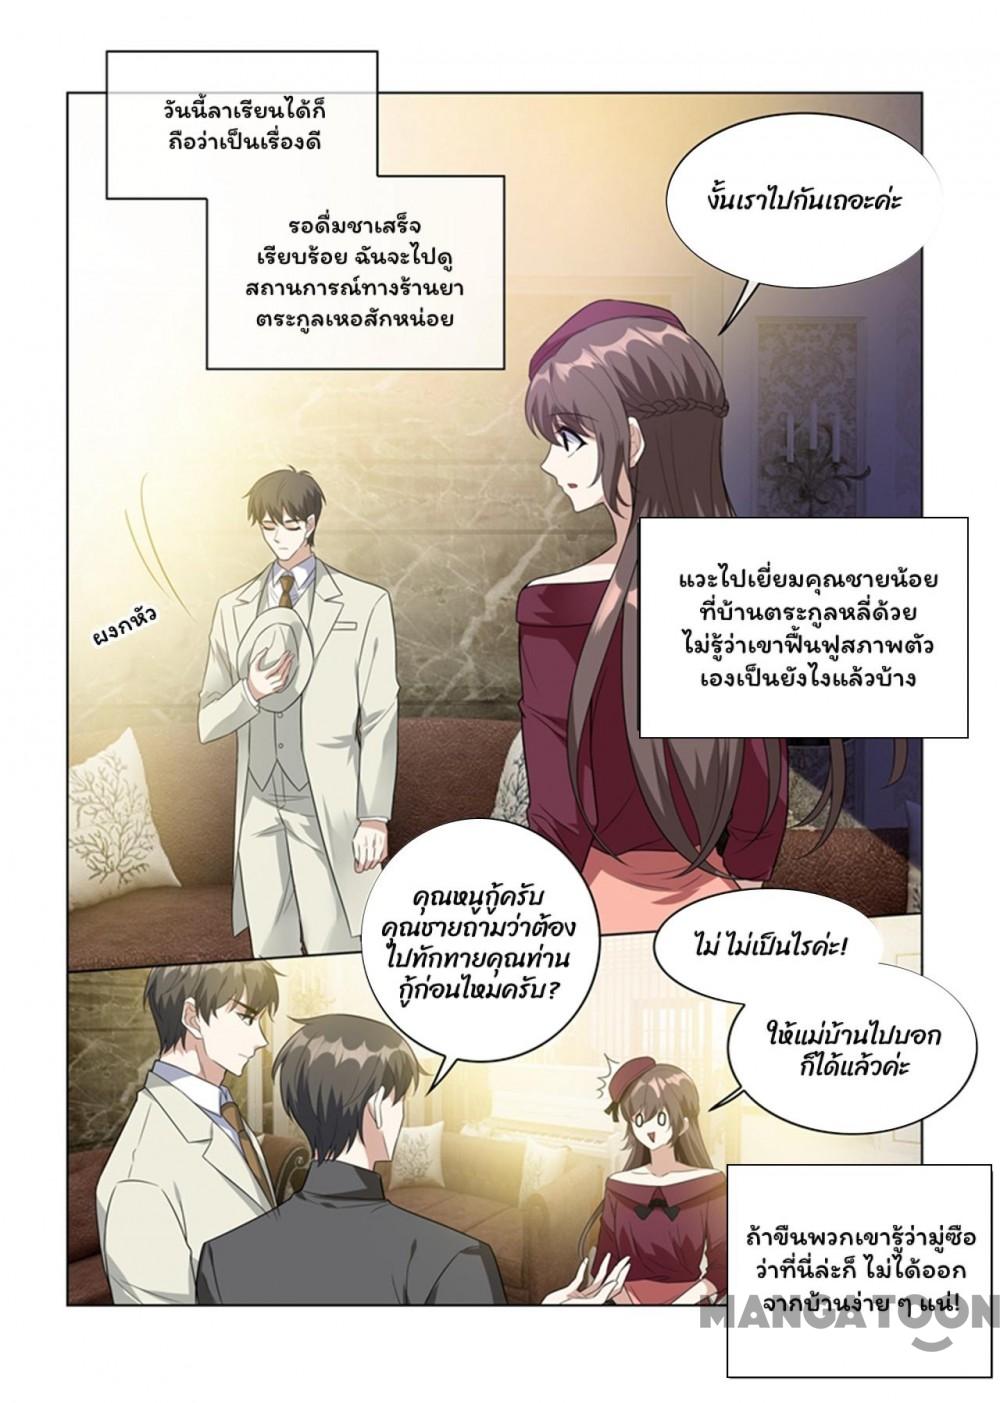 วันนี้ลาเรียนได้ก็
ถือว่าเป็นเรื่องดี
รอดื่มชาเสร็จ
เรียบร้อย ฉันจะไปดู
สถานการณ์ทางร้านยา
ตระกูลเหอสักหน่อย
งั้นเราไปกันเถอะค่ะ
แวะไปเยี่ยมคุณชายน้อย
ที่บ้านตระกูลหลี่ด้วย
ไม่รู้ว่าเขาฟื้นฟูสภาพตัว
เองเป็นยังไงแล้วบ้าง
ผงกหัว
คุณหนูกู้ครับ
คุณชายถามว่าต้อง
ไปทักทายคุณท่าน
กู้ก่อนไหมครับ?
ไม่ ไม่เป็นไรค่ะ!
ให้แม่บ้านไปบอก
ก็ได้แล้วค่ะ
ถ้าขืนพวกเขารู้ว่ามู่ซือ
ว่าที่นี่ล่ะก็ ไม่ได้ออก
จากบ้านง่าย ๆ แน่!
MANGATOON